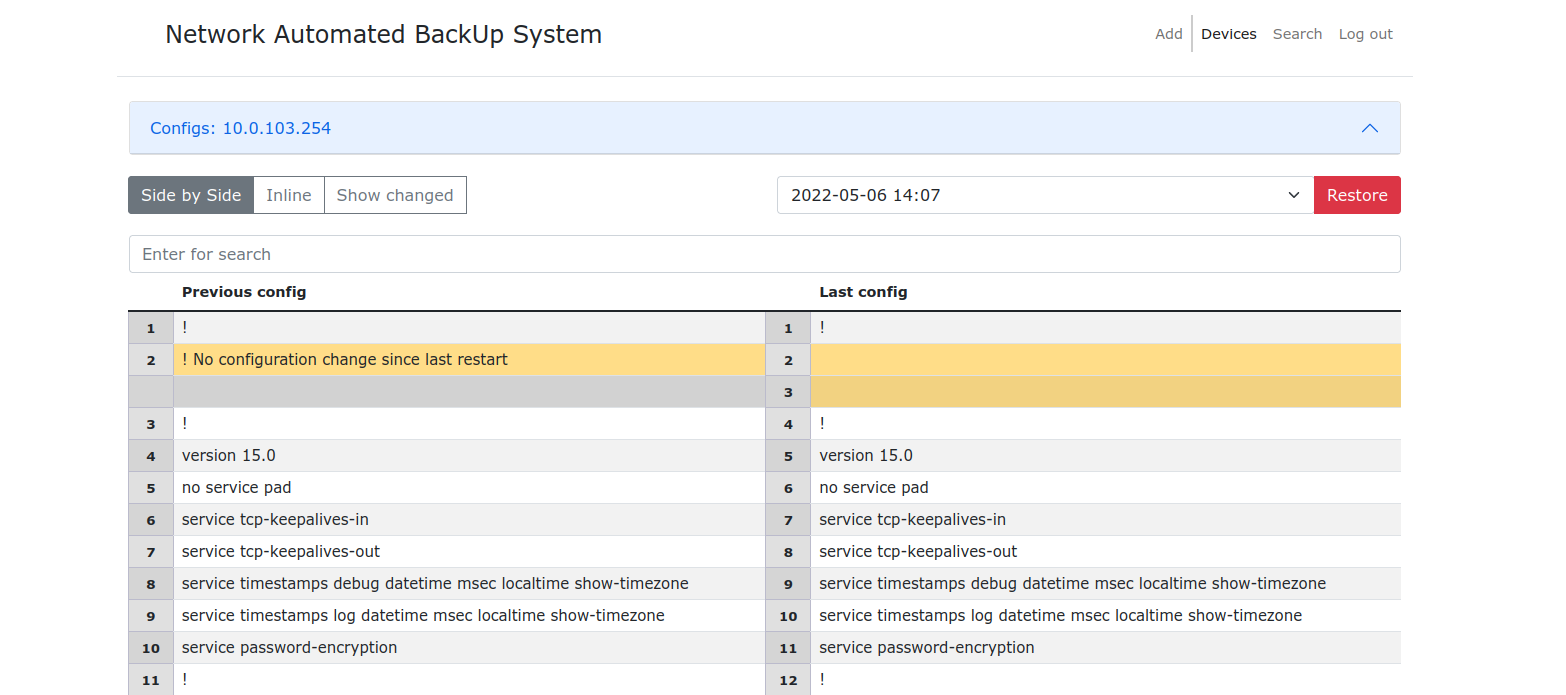 Network Automated BackUp System
Add Devices Search Log out
Configs: 10.0.103.254
Side by Side Inline Show changed 2022-05-06 14:07 Restore
Enter for search
Previous config Last config
1 ! 1 !
2 ! No configuration change since last restart 2
3
3 ! 4 !
4 version 15.0 5 version 15.0
5 no service pad 6 no service pad
6 service tcp-keepalives-in 7 service tcp-keepalives-in
7 service tcp-keepalives-out 8 service tcp-keepalives-out
8 service timestamps debug datetime msec localtime show-timezone 9 service timestamps debug datetime msec localtime show-timezone
9 service timestamps log datetime msec localtime show-timezone 10 service timestamps log datetime msec localtime show-timezone
10 service password-encryption 11 service password-encryption
11 ! 12 !